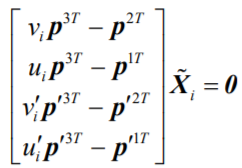 v_i p^{3T} − p^{2T}
u_i p^{3T} − p^{1T}
v′_i p′^{3T} − p′^{2T} X̃_i = 0
u′_i p′^{3T} − p′^{1T}